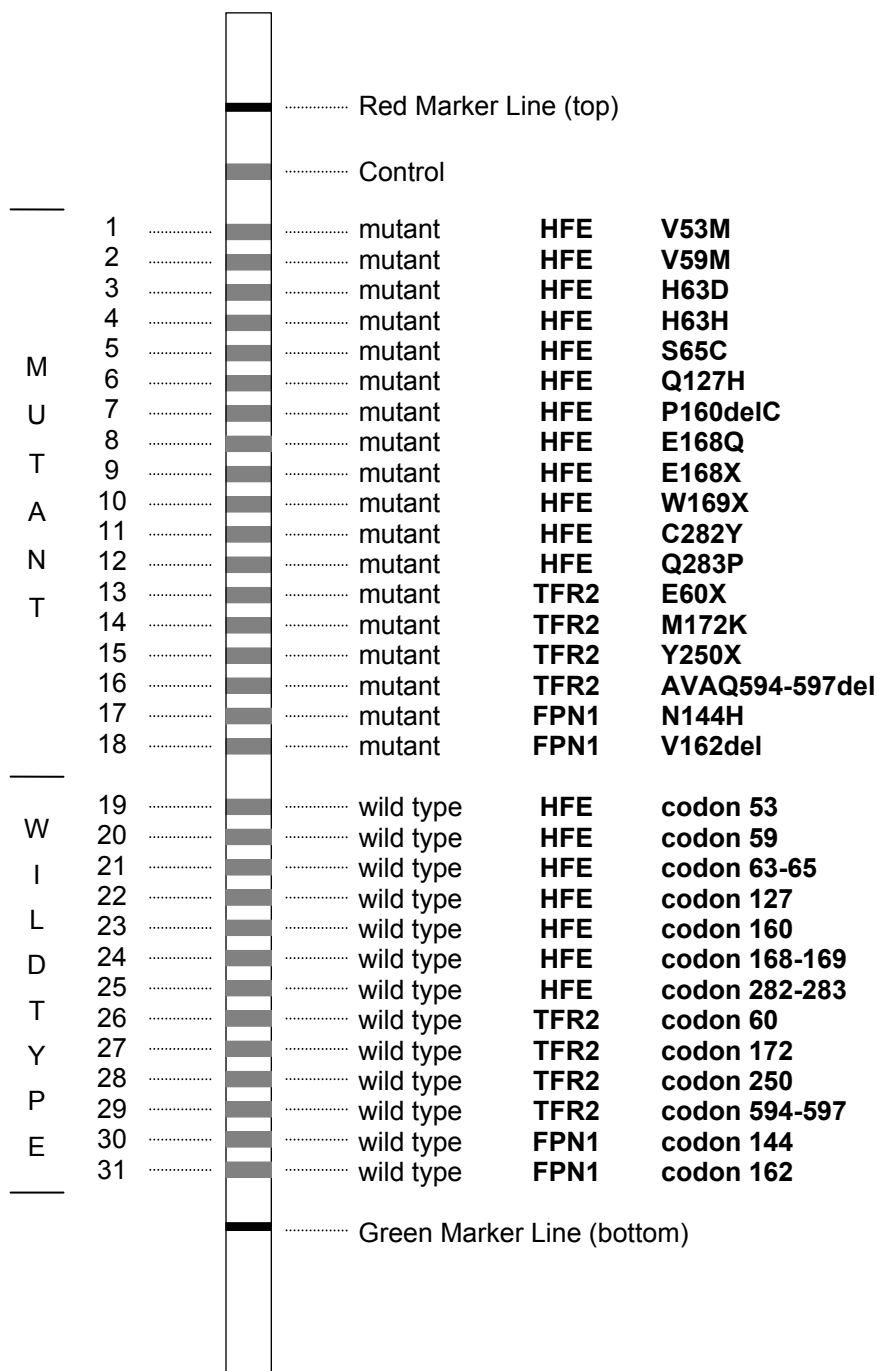 Red Marker Line (top)
Control
MUTANT
1 mutant HFE V53M
2 mutant HFE V59M
3 mutant HFE H63D
4 mutant HFE H63H
5 mutant HFE S65C
6 mutant HFE Q127H
7 mutant HFE P160delC
8 mutant HFE E168Q
9 mutant HFE E168X
10 mutant HFE W169X
11 mutant HFE C282Y
12 mutant HFE Q283P
13 mutant TFR2 E60X
14 mutant TFR2 M172K
15 mutant TFR2 Y250X
16 mutant TFR2 AVAQ594-597del
17 mutant FPN1 N144H
18 mutant FPN1 V162del
WILDTYPE
19 wild type HFE codon 53
20 wild type HFE codon 59
21 wild type HFE codon 63-65
22 wild type HFE codon 127
23 wild type HFE codon 160
24 wild type HFE codon 168-169
25 wild type HFE codon 282-283
26 wild type TFR2 codon 60
27 wild type TFR2 codon 172
28 wild type TFR2 codon 250
29 wild type TFR2 codon 594-597
30 wild type FPN1 codon 144
31 wild type FPN1 codon 162
Green Marker Line (bottom)